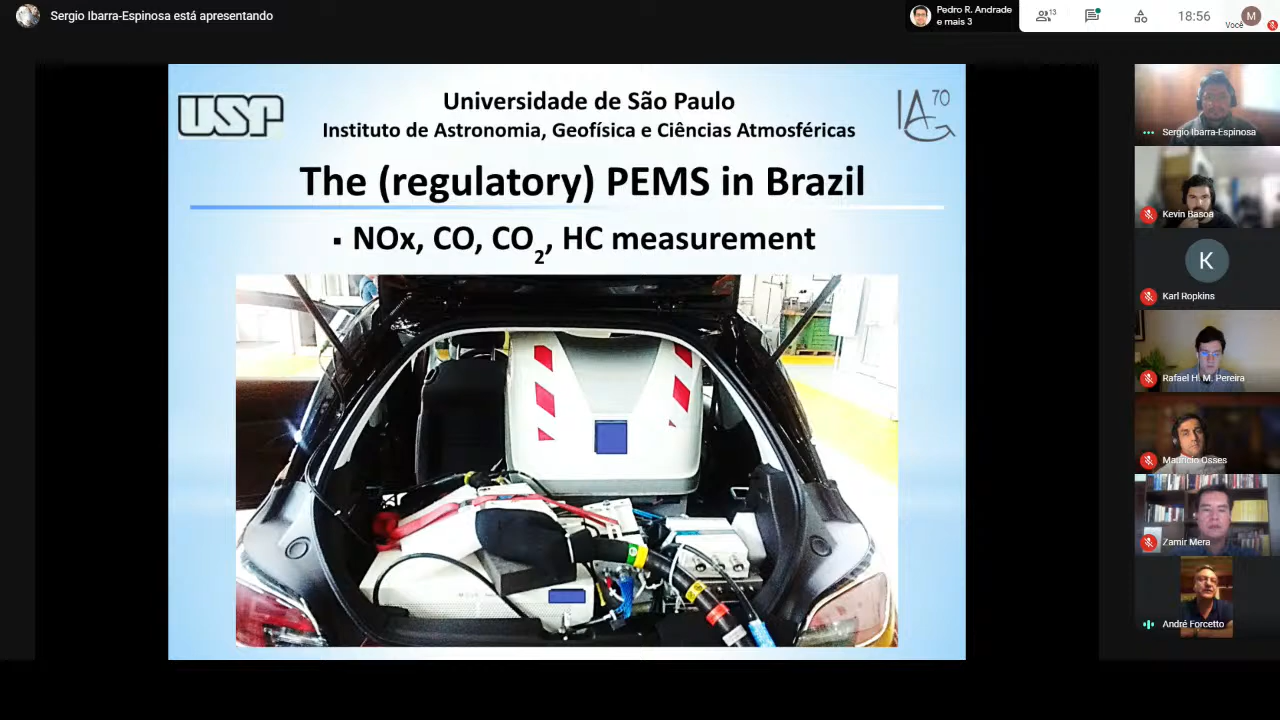 Sergio Ibarra-Espinosa está apresentando
Pedro R. Andrade
e mais 3
13
18:56
Você
M
USP
Universidade de São Paulo
Instituto de Astronomia, Geofísica e Ciências Atmosféricas
IAG 70
The (regulatory) PEMS in Brazil
▪ NOx, CO, CO₂, HC measurement
Sergio Ibarra-Espinosa
Kevin Basoa
K
Karl Ropkins
Rafael H. M. Pereira
Mauricio Osses
Zamir Mera
André Forcetto